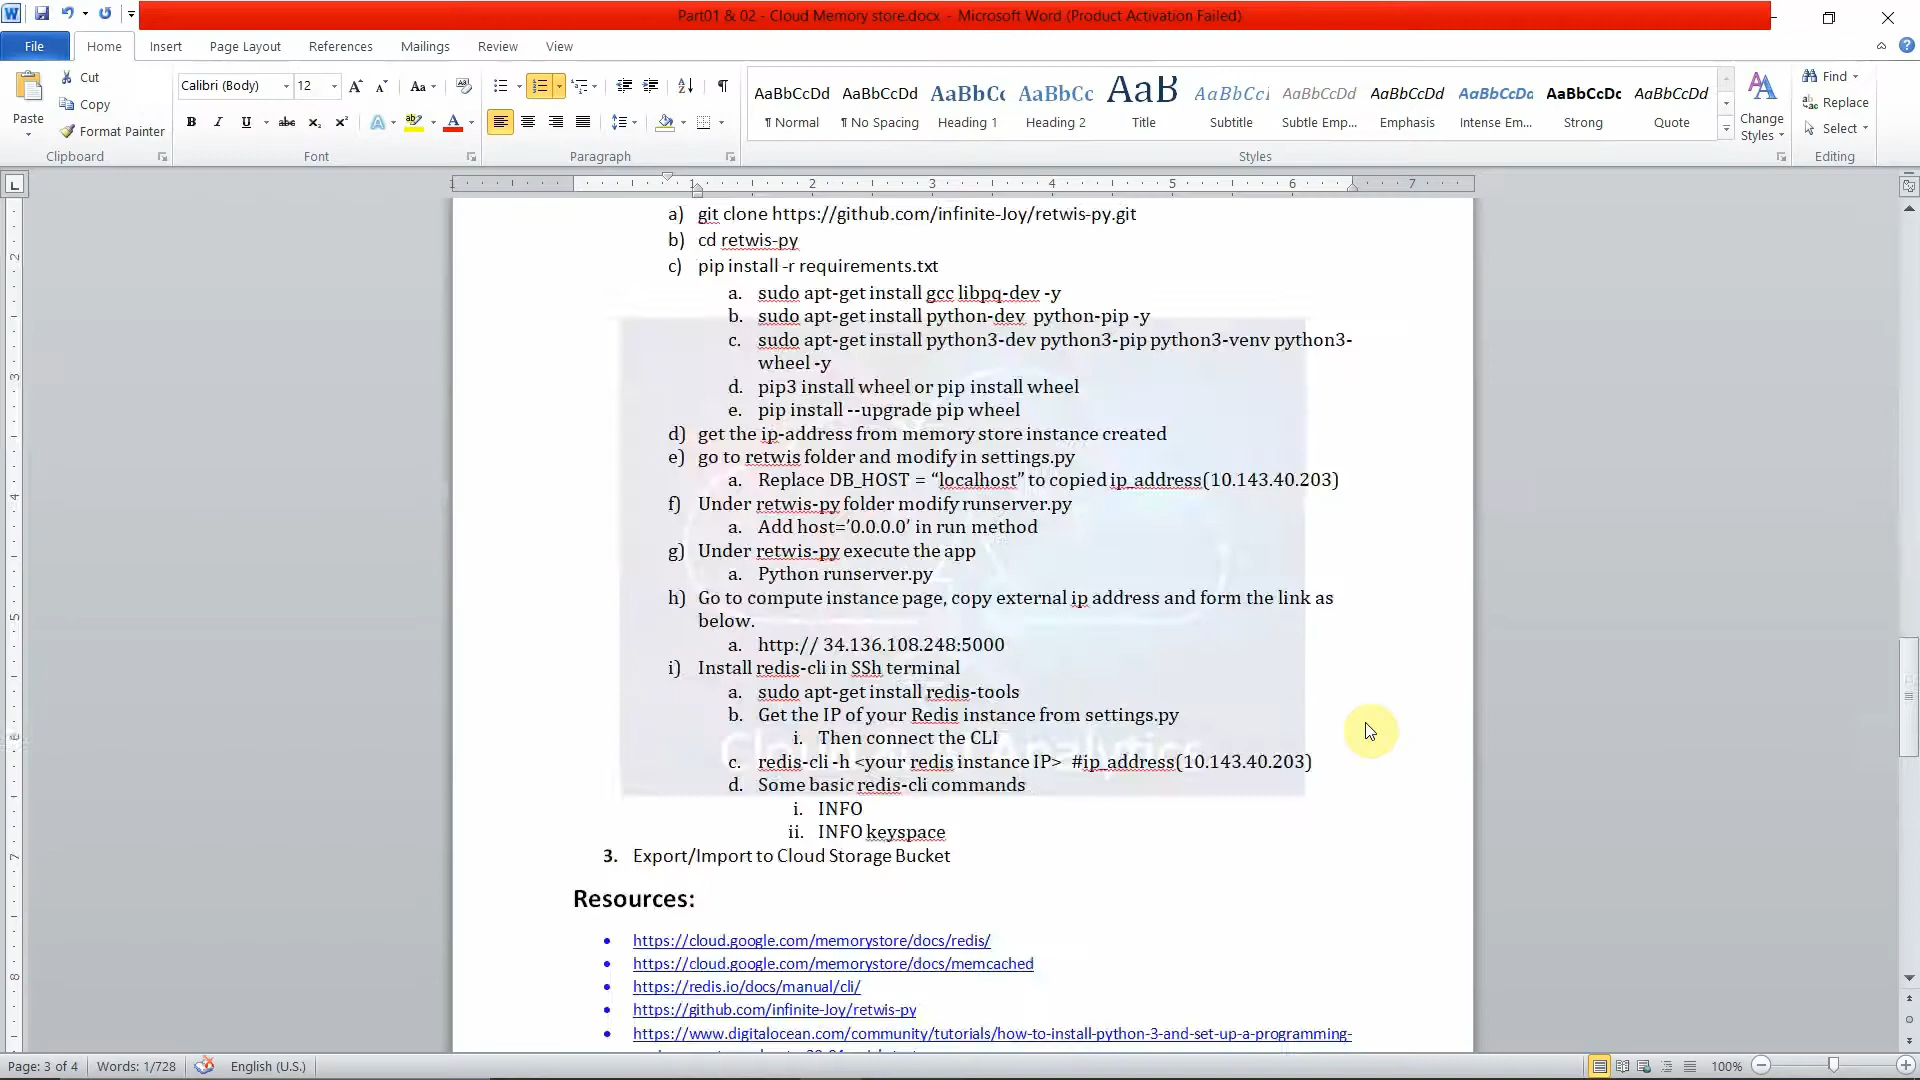 Part01 & 02 - Cloud Memory store.docx - Microsoft Word (Product Activation Failed)
File Home Insert Page Layout References Mailings Review View
Paste
Cut
Copy
Format Painter
Clipboard
Calibri (Body) 12
Font
Paragraph
AaBbCcDd AaBbCcDd AaBbCc AaBbCc AaB AaBbCcI AaBbCcDd AaBbCcDd AaBbCcDd AaBbCcDc AaBbCcDd
¶ Normal ¶ No Spacing Heading 1 Heading 2 Title Subtitle Subtle Emp... Emphasis Intense Em... Strong Quote
Change Styles
Styles
Find
Replace
Select
Editing
a) git clone https://github.com/infinite-Joy/retwis-py.git
b) cd retwis-py
c) pip install -r requirements.txt
a. sudo apt-get install gcc libpq-dev -y
b. sudo apt-get install python-dev python-pip -y
c. sudo apt-get install python3-dev python3-pip python3-venv python3-
wheel -y
d. pip3 install wheel or pip install wheel
e. pip install --upgrade pip wheel
d) get the ip-address from memory store instance created
e) go to retwis folder and modify in settings.py
a. Replace DB_HOST = “localhost” to copied ip_address(10.143.40.203)
f) Under retwis-py folder modify runserver.py
a. Add host=’0.0.0.0’ in run method
g) Under retwis-py execute the app
a. Python runserver.py
h) Go to compute instance page, copy external ip address and form the link as
below.
a. http:// 34.136.108.248:5000
i) Install redis-cli in SSh terminal
a. sudo apt-get install redis-tools
b. Get the IP of your Redis instance from settings.py
i. Then connect the CLI
c. redis-cli -h <your redis instance IP> #ip_address(10.143.40.203)
d. Some basic redis-cli commands
i. INFO
ii. INFO keyspace
3. Export/Import to Cloud Storage Bucket
Resources:
• https://cloud.google.com/memorystore/docs/redis/
• https://cloud.google.com/memorystore/docs/memcached
• https://redis.io/docs/manual/cli/
• https://github.com/infinite-Joy/retwis-py
• https://www.digitalocean.com/community/tutorials/how-to-install-python-3-and-set-up-a-programming-
Page: 3 of 4 Words: 1/728 English (U.S.) 100%